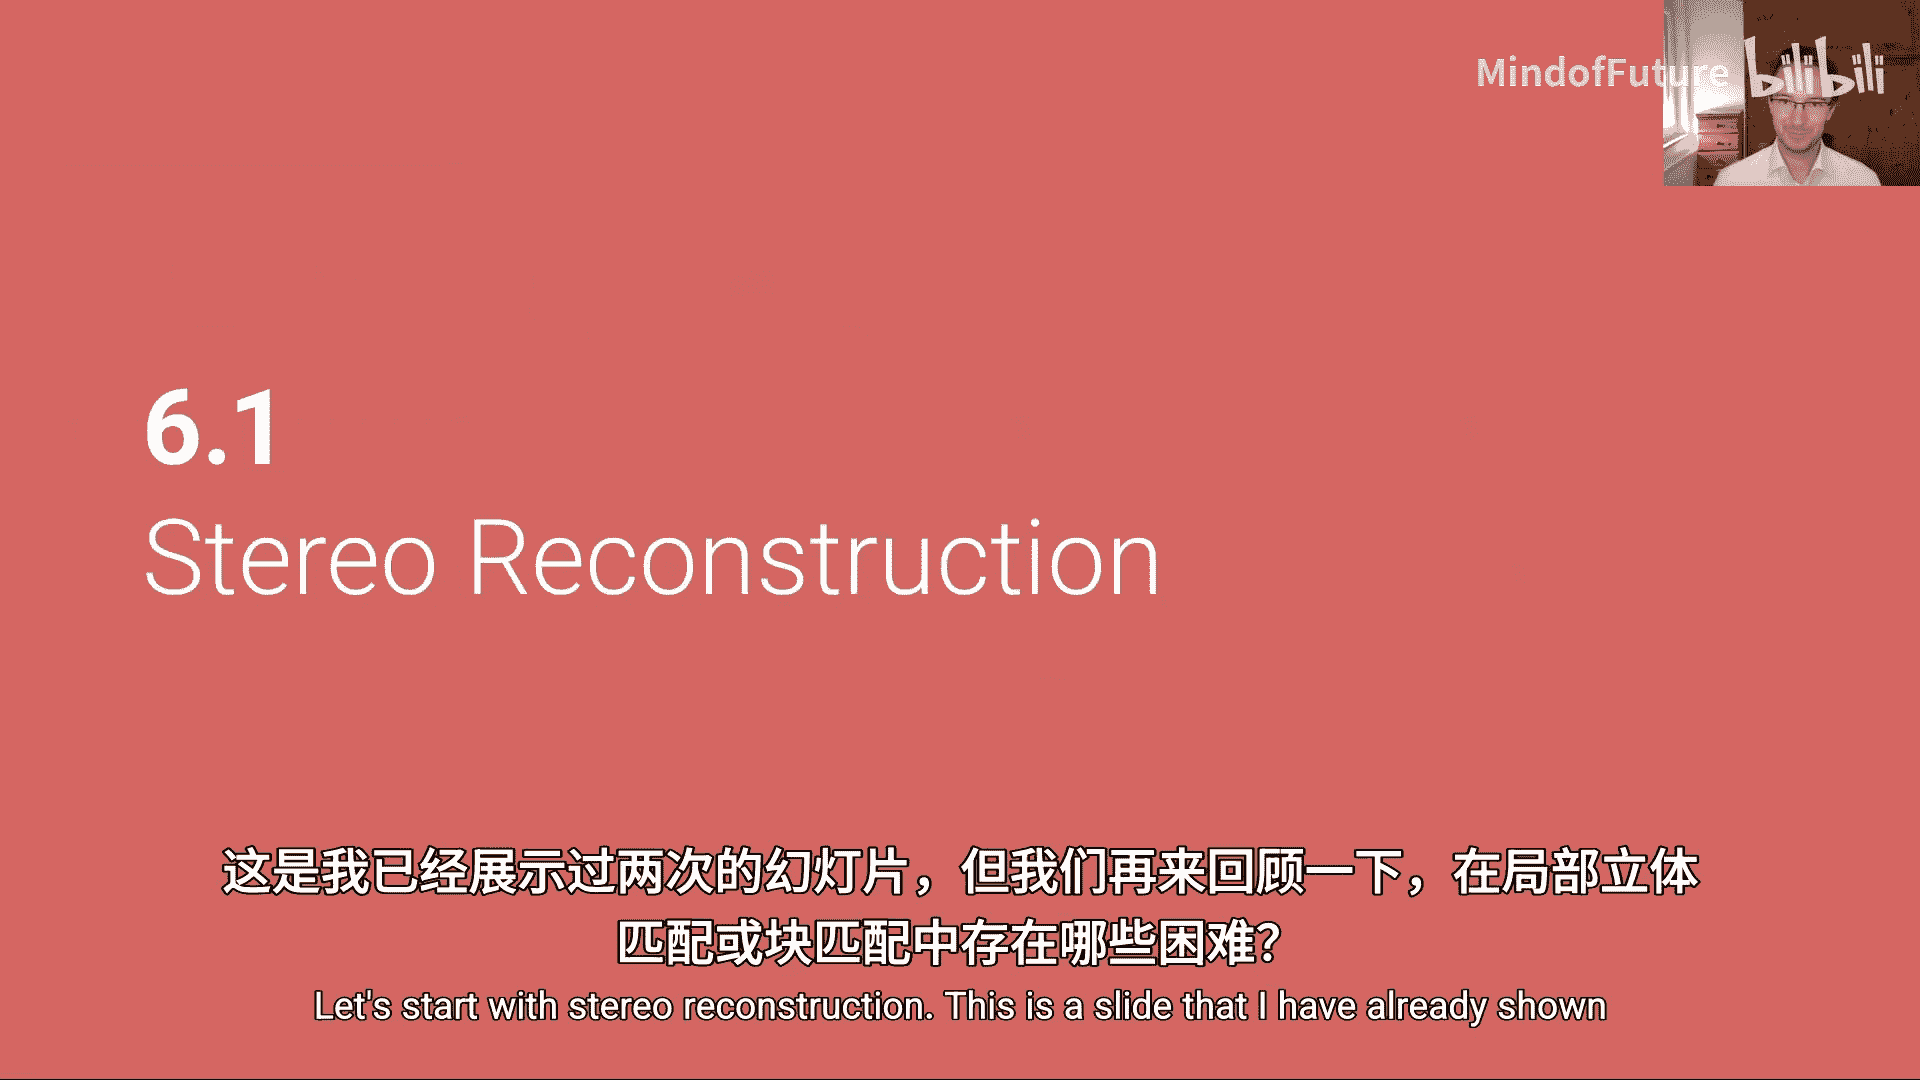 MindofFuture bilibili
6.1
Stereo Reconstruction
这是我已经展示过两次的幻灯片，但我们再来回顾一下，在局部立体
匹配或块匹配中存在哪些困难？
Let's start with stereo reconstruction. This is a slide that I have already shown